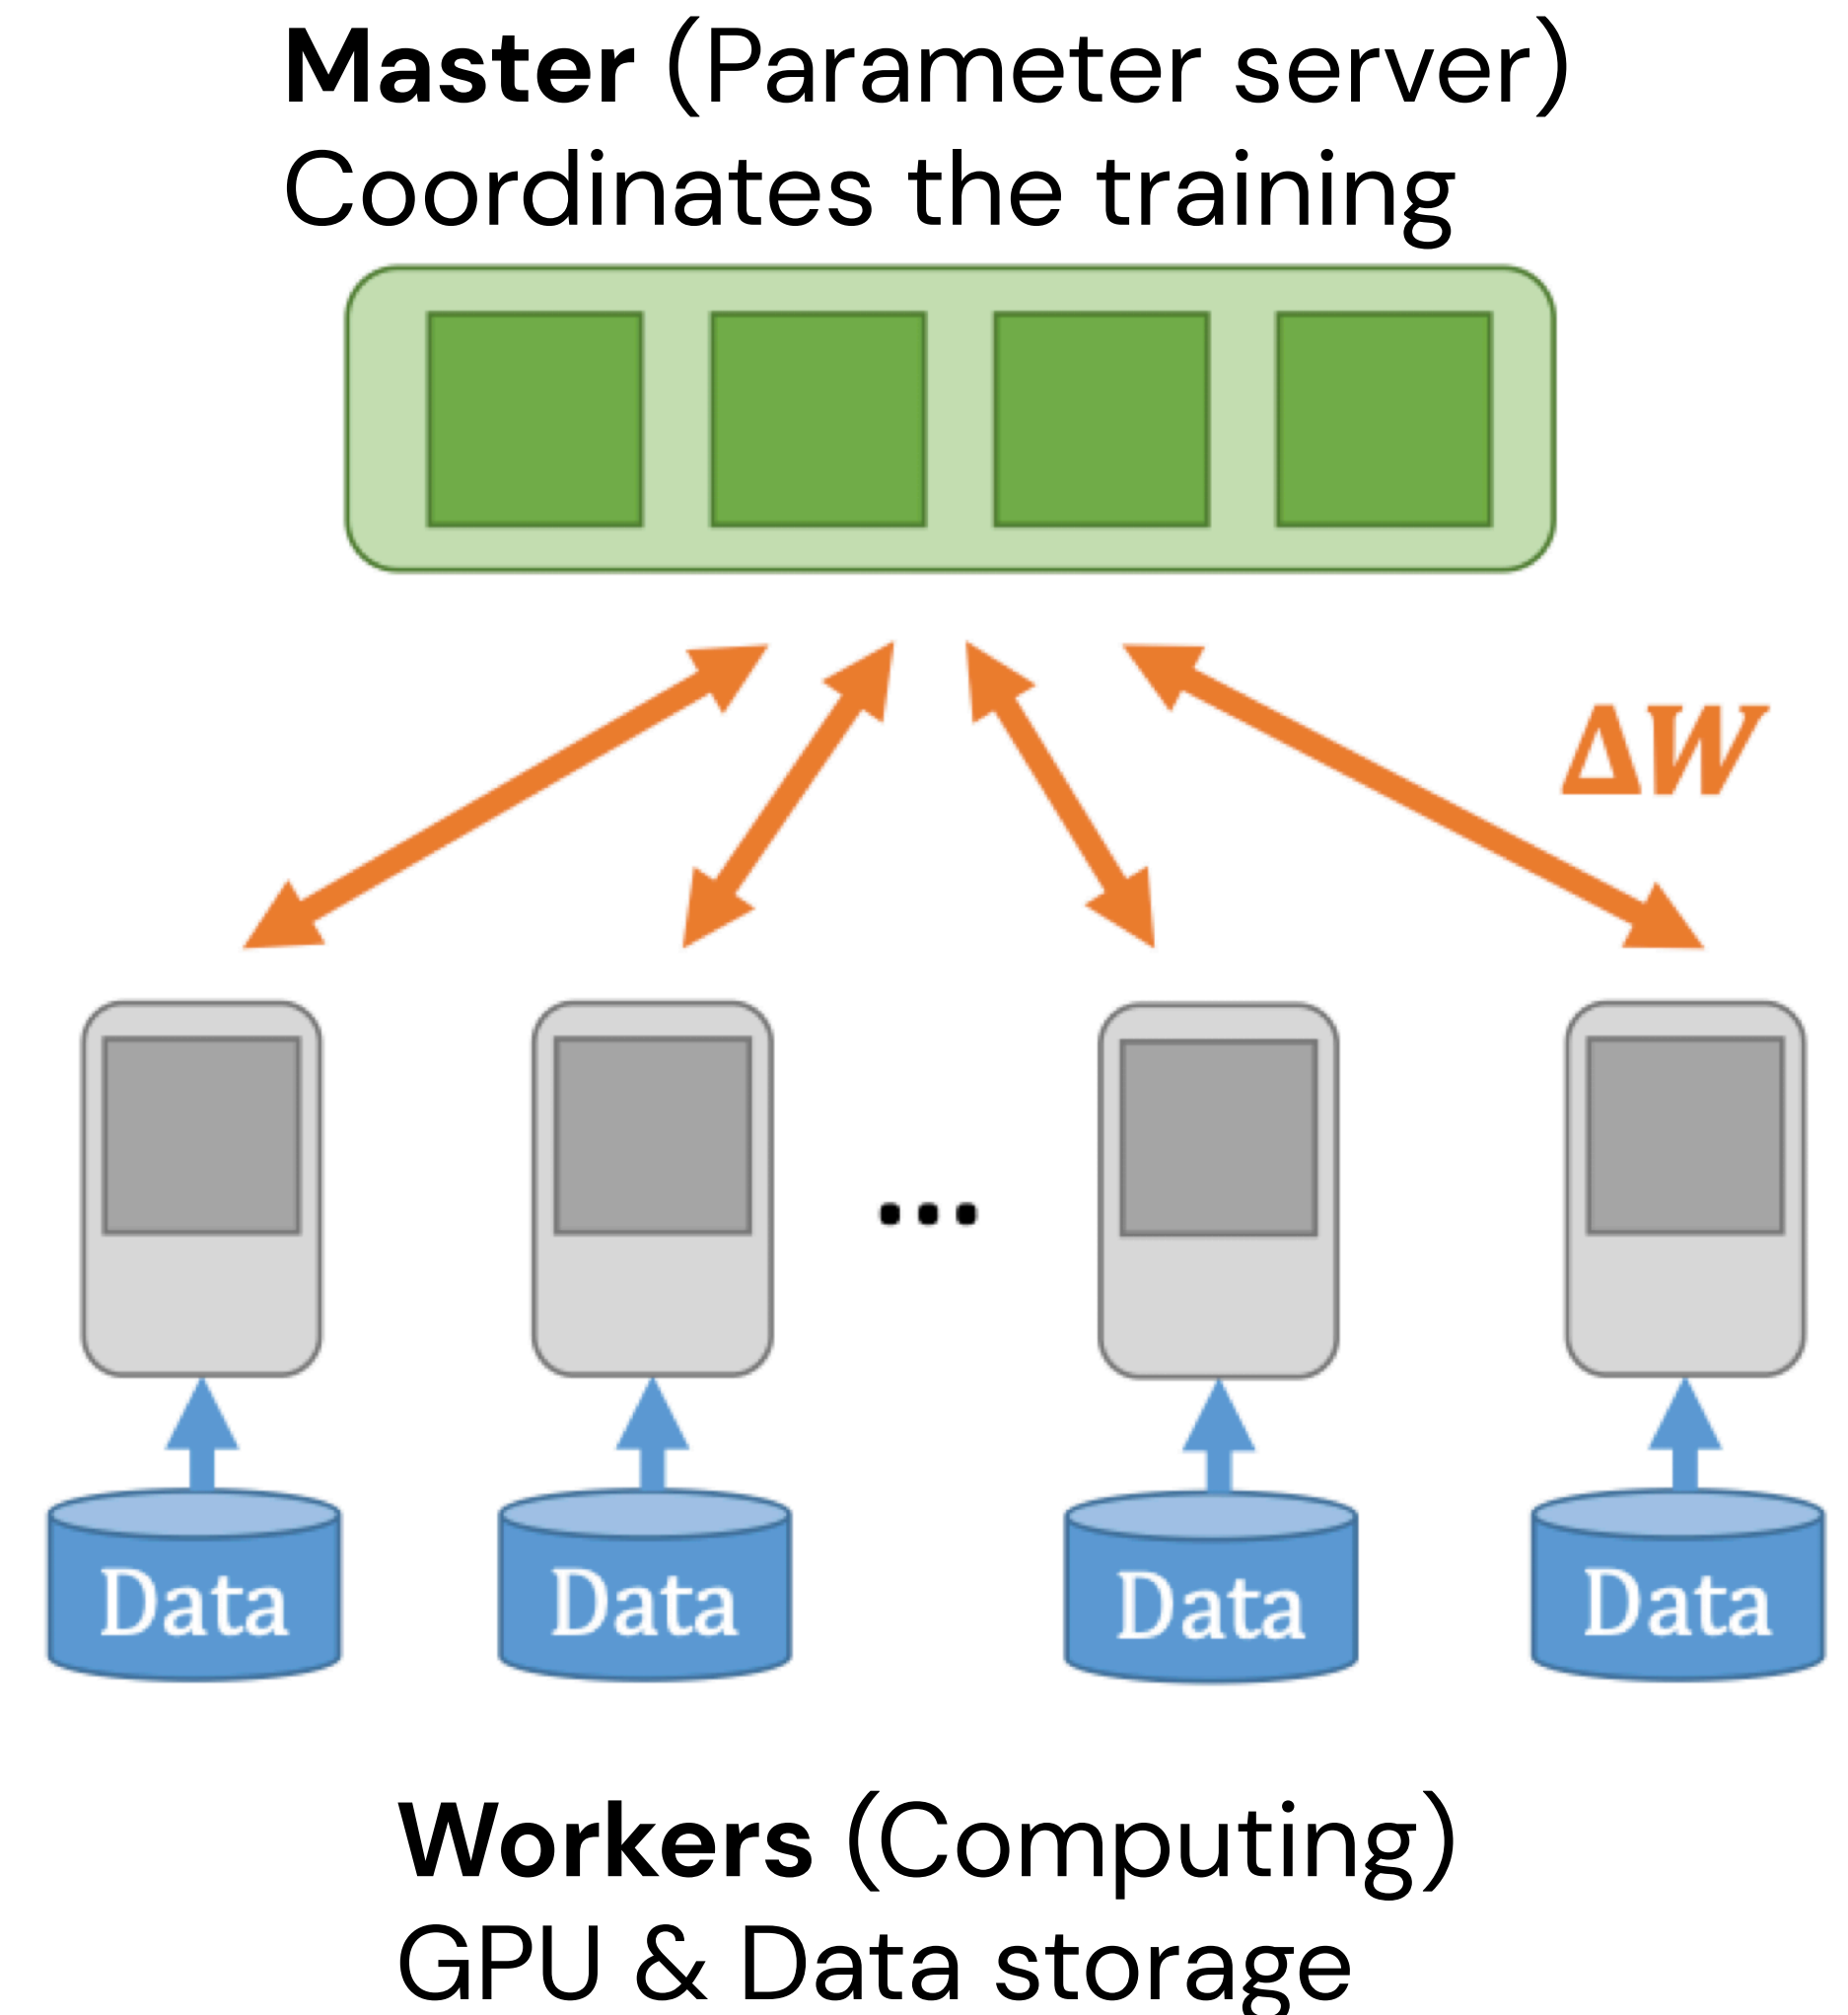 Master (Parameter server)
Coordinates the training
ΔW
...
Data Data Data Data
Workers (Computing)
GPU & Data storage